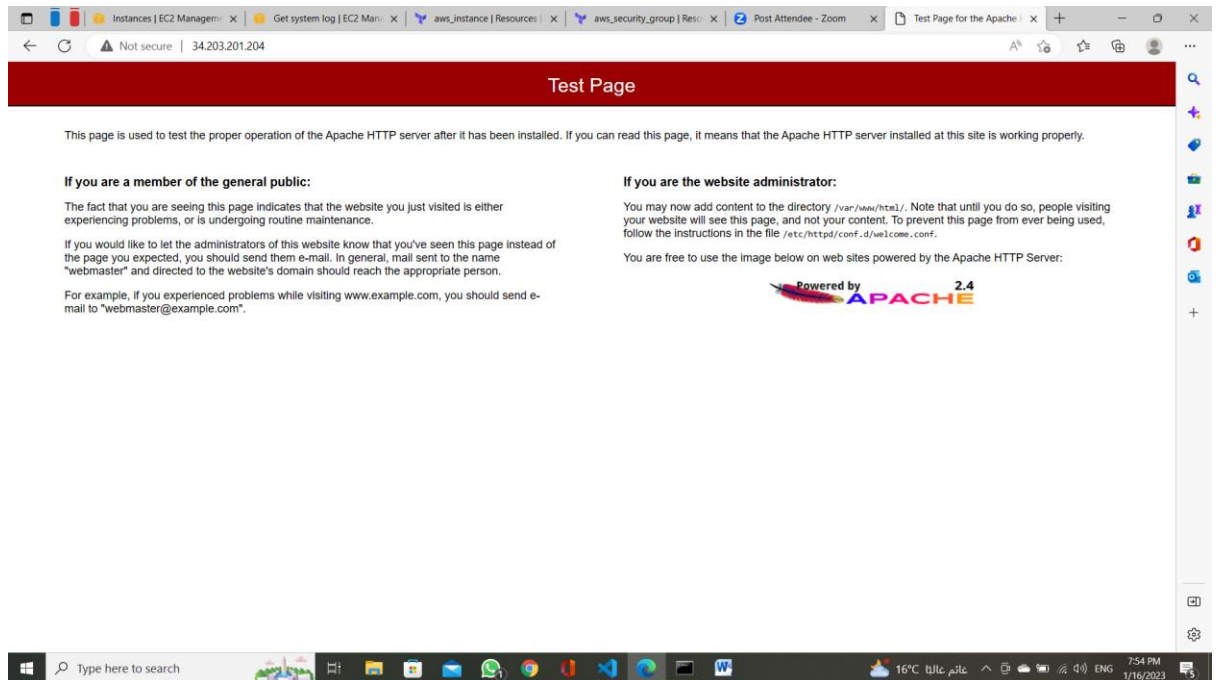 Instances | EC2 Managem
Get system log | EC2 Man
aws_instance | Resources |
aws_security_group | Reso
Post Attendee - Zoom
Test Page for the Apache
Not secure | 34.203.201.204
Test Page
This page is used to test the proper operation of the Apache HTTP server after it has been installed. If you can read this page, it means that the Apache HTTP server installed at this site is working properly.
If you are a member of the general public:
The fact that you are seeing this page indicates that the website you just visited is either
experiencing problems, or is undergoing routine maintenance.
If you would like to let the administrators of this website know that you've seen this page instead of
the page you expected, you should send them e-mail. In general, mail sent to the name
"webmaster" and directed to the website's domain should reach the appropriate person.
For example, if you experienced problems while visiting www.example.com, you should send e-
mail to "webmaster@example.com".
If you are the website administrator:
You may now add content to the directory /var/www/html/. Note that until you do so, people visiting
your website will see this page, and not your content. To prevent this page from ever being used,
follow the instructions in the file /etc/httpd/conf.d/welcome.conf.
You are free to use the image below on web sites powered by the Apache HTTP Server:
Powered by 2.4
APACHE
Type here to search
16°C غائم غالبا
ENG
7:54 PM
1/16/2023
5